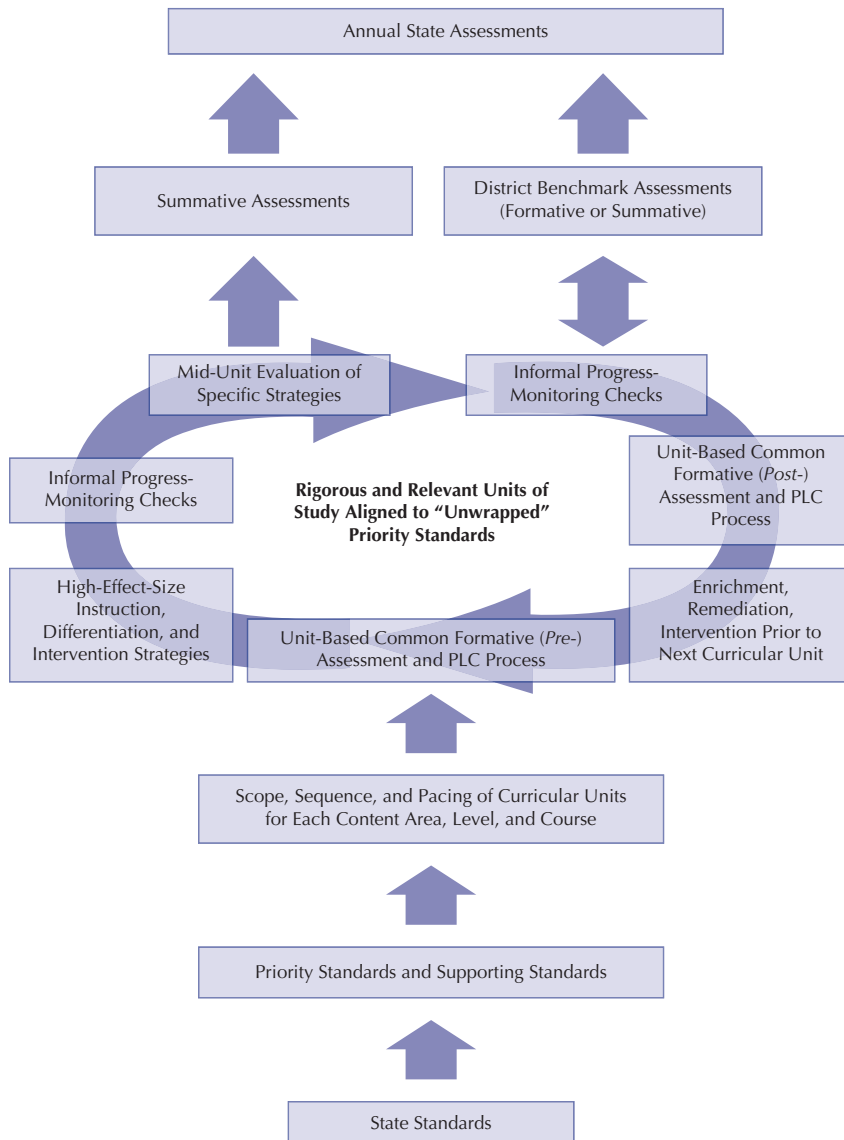 Annual State Assessments
Summative Assessments
District Benchmark Assessments
(Formative or Summative)
Mid-Unit Evaluation of
Specific Strategies
Informal Progress-
Monitoring Checks
Informal Progress-
Monitoring Checks
Rigorous and Relevant Units of
Study Aligned to “Unwrapped”
Priority Standards
Unit-Based Common
Formative (Post-)
Assessment and PLC
Process
High-Effect-Size
Instruction,
Differentiation, and
Intervention Strategies
Unit-Based Common Formative (Pre-)
Assessment and PLC Process
Enrichment,
Remediation,
Intervention Prior to
Next Curricular Unit
Scope, Sequence, and Pacing of Curricular Units
for Each Content Area, Level, and Course
Priority Standards and Supporting Standards
State Standards